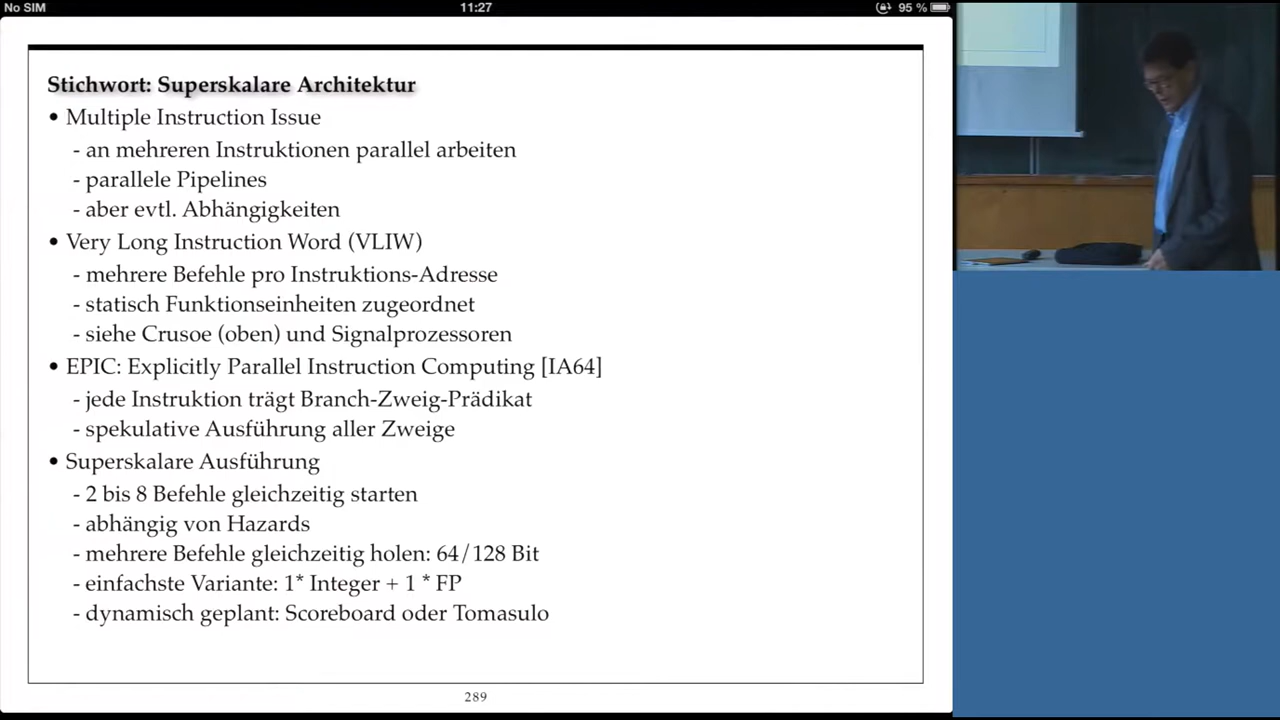 No SIM
11:27
95 %
Stichwort: Superskalare Architektur
• Multiple Instruction Issue
- an mehreren Instruktionen parallel arbeiten
- parallele Pipelines
- aber evtl. Abhängigkeiten
• Very Long Instruction Word (VLIW)
- mehrere Befehle pro Instruktions-Adresse
- statisch Funktionseinheiten zugeordnet
- siehe Crusoe (oben) und Signalprozessoren
• EPIC: Explicitly Parallel Instruction Computing [IA64]
- jede Instruktion trägt Branch-Zweig-Prädikat
- spekulative Ausführung aller Zweige
• Superskalare Ausführung
- 2 bis 8 Befehle gleichzeitig starten
- abhängig von Hazards
- mehrere Befehle gleichzeitig holen: 64/128 Bit
- einfachste Variante: 1* Integer + 1 * FP
- dynamisch geplant: Scoreboard oder Tomasulo
289